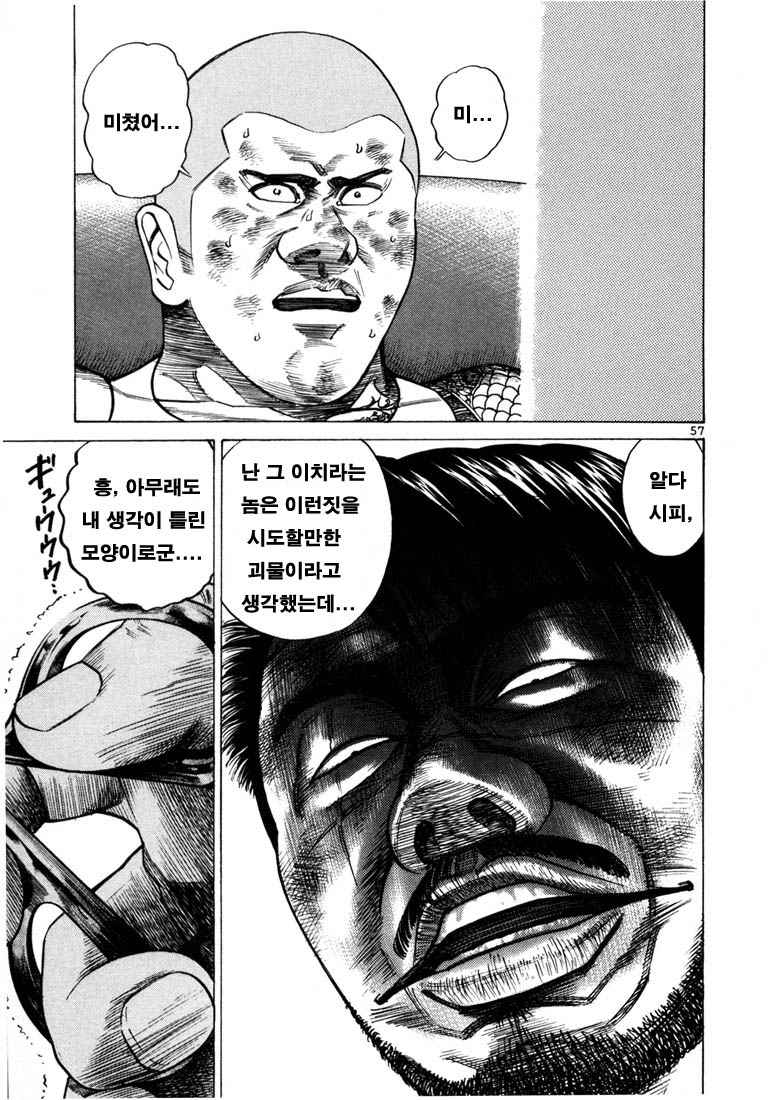 미...
미쳤어...
57
알다
시피,
난 그 이치라는
놈은 이런짓을
시도할만한
괴물이라고
생각했는데...
흥, 아무래도
내 생각이 틀린
모양이로군....
ギュウウウ…